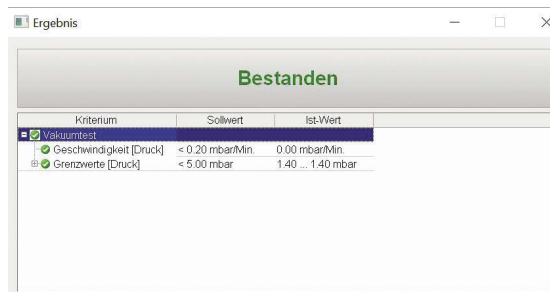 Ergebnis
Bestanden
Kriterium Sollwert Ist-Wert
Vakuumtest
Geschwindigkeit [Druck] < 0.20 mbar/Min. 0.00 mbar/Min.
Grenzwerte [Druck] < 5.00 mbar 1.40 ... 1.40 mbar